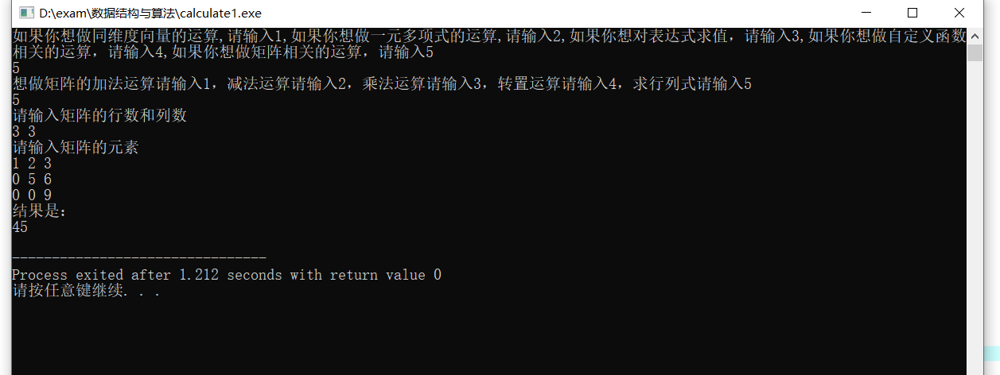 D:\exam\数据结构与算法\calculate1.exe
如果你想做同维度向量的运算,请输入1,如果你想做一元多项式的运算,请输入2,如果你想对表达式求值，请输入3,如果你想做自定义函数
相关的运算，请输入4,如果你想做矩阵相关的运算，请输入5
5
想做矩阵的加法运算请输入1，减法运算请输入2，乘法运算请输入3，转置运算请输入4，求行列式请输入5
5
请输入矩阵的行数和列数
3 3
请输入矩阵的元素
1 2 3
0 5 6
0 0 9
结果是:
45
--------------------------------
Process exited after 1.212 seconds with return value 0
请按任意键继续. . .